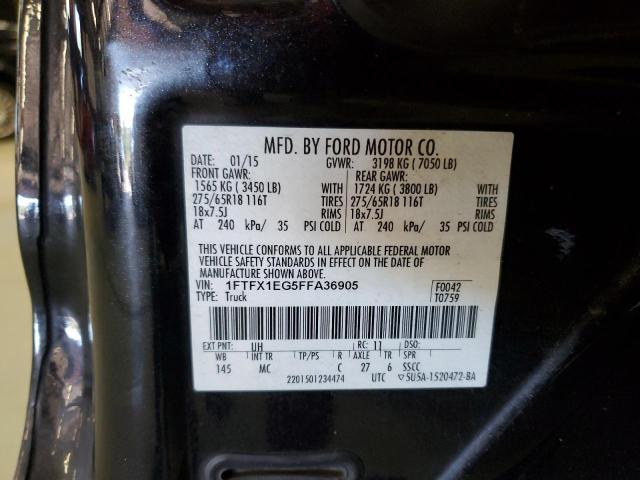 MFD. BY FORD MOTOR CO.
DATE: 01/15 GVWR: 3198 KG ( 7050 LB)
FRONT GAWR: REAR GAWR:
1565 KG ( 3450 LB) WITH 1724 KG ( 3800 LB) WITH
275/65R18 116T TIRES 275/65R18 116T TIRES
18x7.5J RIMS 18x7.5J RIMS
AT 240 kPa/ 35 PSI COLD AT 240 kPa/ 35 PSI COLD
THIS VEHICLE CONFORMS TO ALL APPLICABLE FEDERAL MOTOR
VEHICLE SAFETY STANDARDS IN EFFECT ON THE DATE OF
MANUFACTURE SHOWN ABOVE.
VIN: 1FTFX1EG5FFA36905 F0042
TYPE: Truck T0759
EXT PNT: UH RC: 11 DSO:
WB INT TR TP/PS R AXLE TR SPR
145 MC C 27 6 SSCC
2201501234474 UTC ▽5U5A-1520472-BA